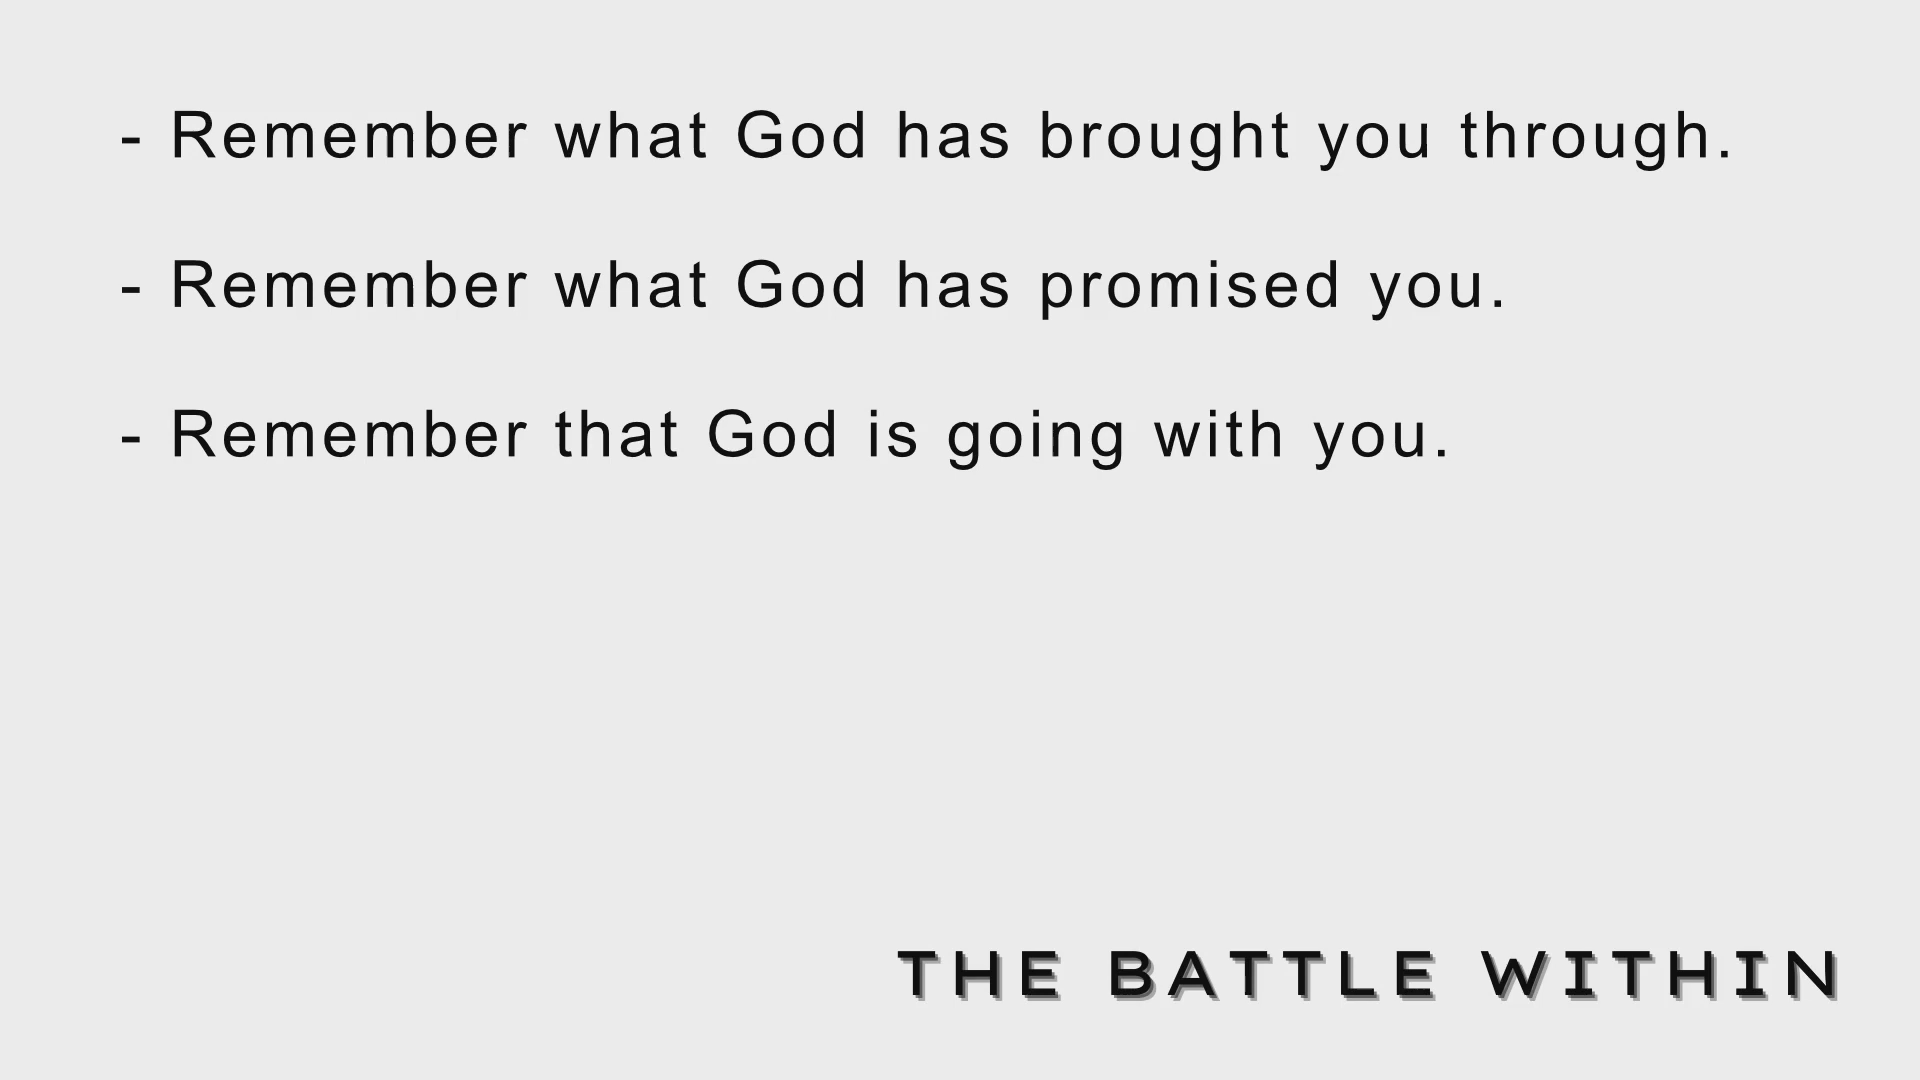 - Remember what God has brought you through.
- Remember what God has promised you.
- Remember that God is going with you.
THE BATTLE WITHIN